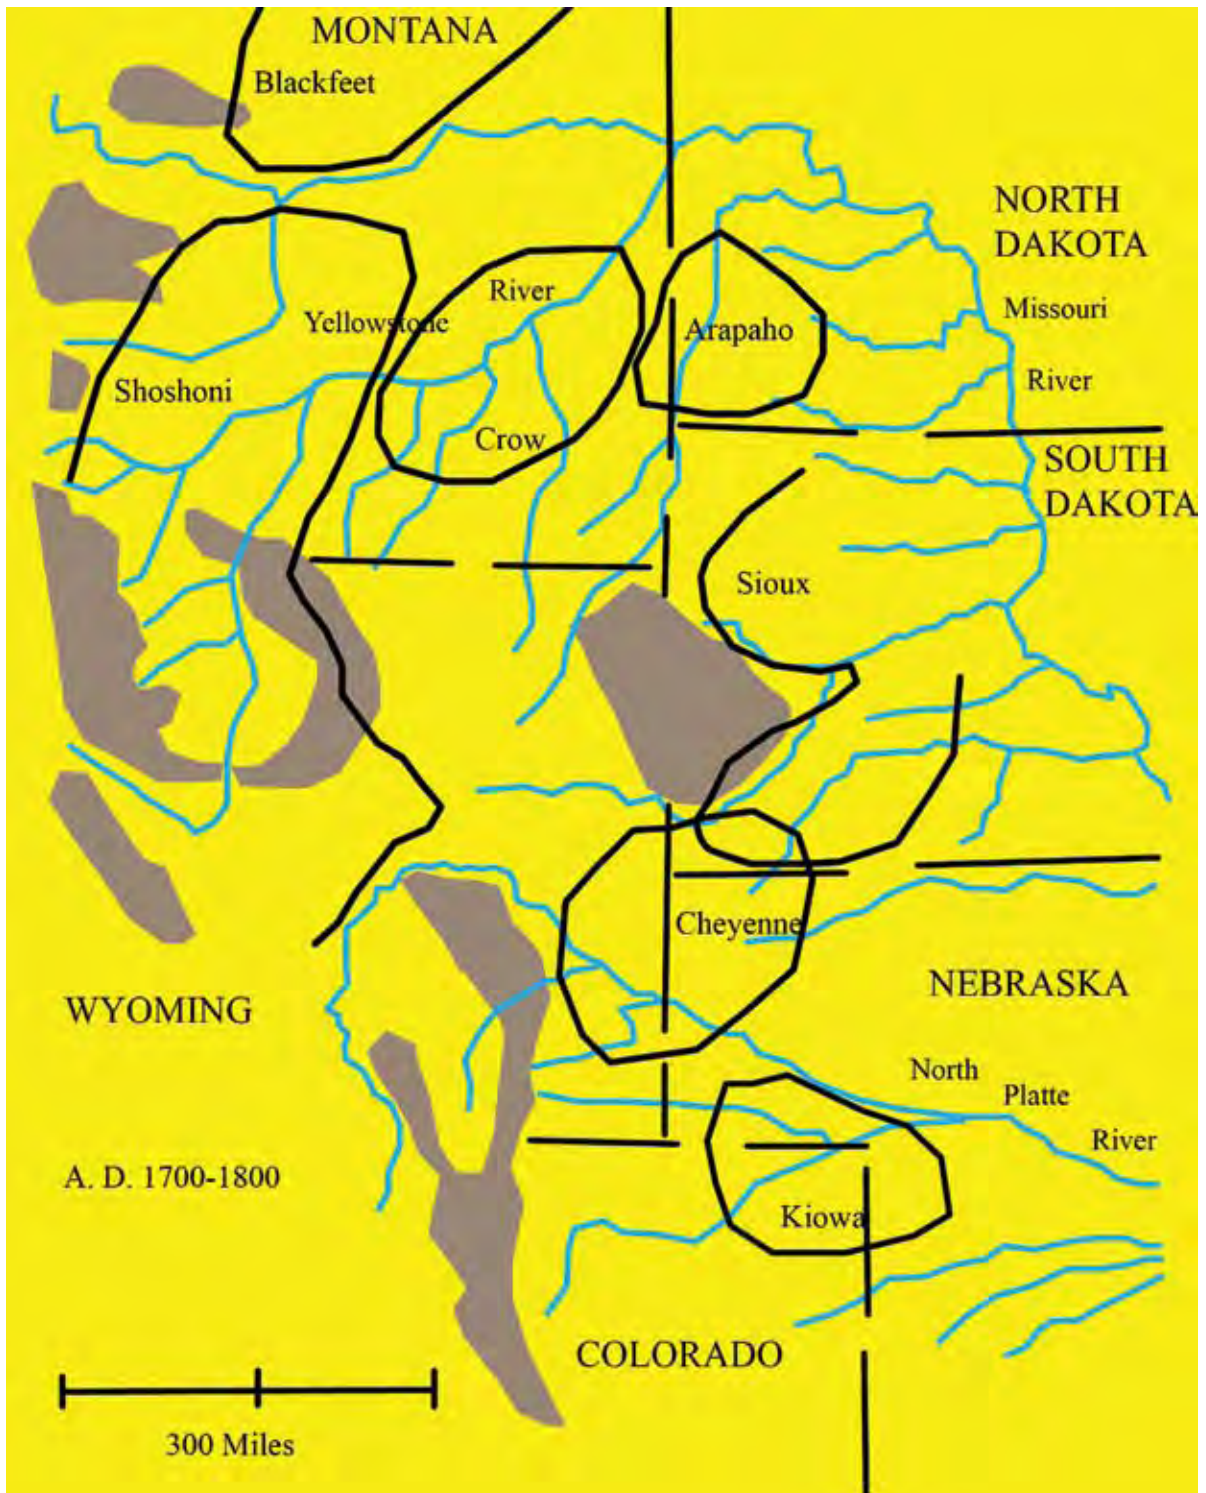 MONTANA
Blackfeet
NORTH
DAKOTA
River
Missouri
Yellowstone
Arapaho
River
Shoshoni
Crow
SOUTH
DAKOTA
Sioux
Cheyenne
NEBRASKA
WYOMING
North
Platte
River
A. D. 1700-1800
Kiowa
COLORADO
300 Miles